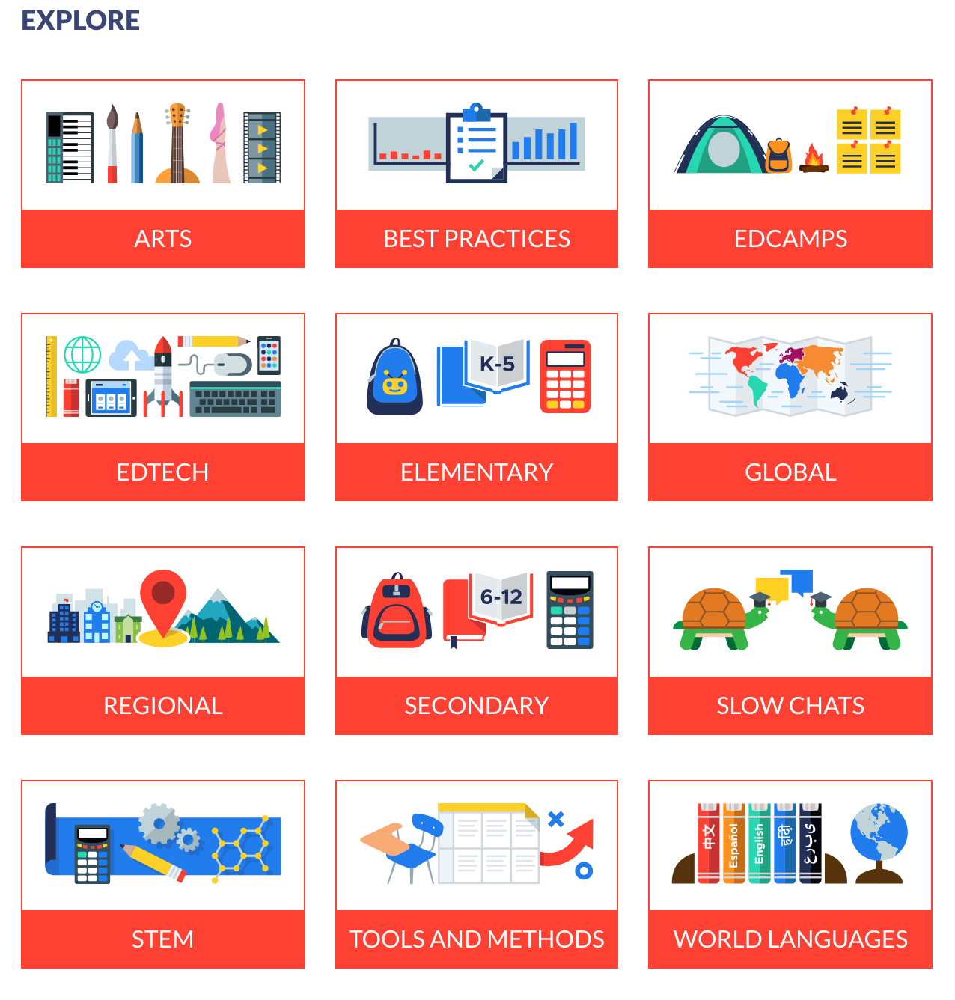 EXPLORE
ARTS
BEST PRACTICES
EDCAMPS
EDTECH
K-5
ELEMENTARY
GLOBAL
REGIONAL
6-12
SECONDARY
SLOW CHATS
STEM
TOOLS AND METHODS
中文
Español
English
हिंदी
WORLD LANGUAGES